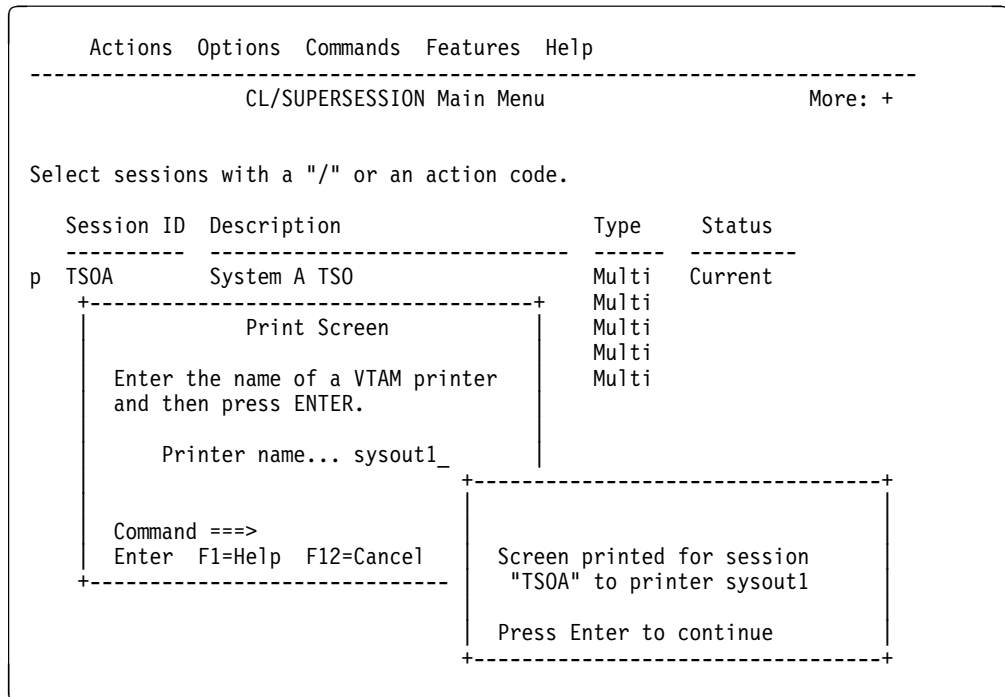 Actions  Options  Commands  Features  Help
--------------------------------------------------------------------------
CL/SUPERSESSION Main Menu                      More: +
Select sessions with a "/" or an action code.
Session ID  Description                     Type    Status
----------  ------------------------------  ------  ---------
p  TSOA        System A TSO                    Multi   Current
+-------------------------------------+    Multi
Print Screen                    Multi
Multi
Enter the name of a VTAM printer        Multi
and then press ENTER.
Printer name... sysout1_
+----------------------------------+
Command ===>
Enter  F1=Help  F12=Cancel      Screen printed for session
+------------------------------     "TSOA" to printer sysout1
Press Enter to continue
+----------------------------------+